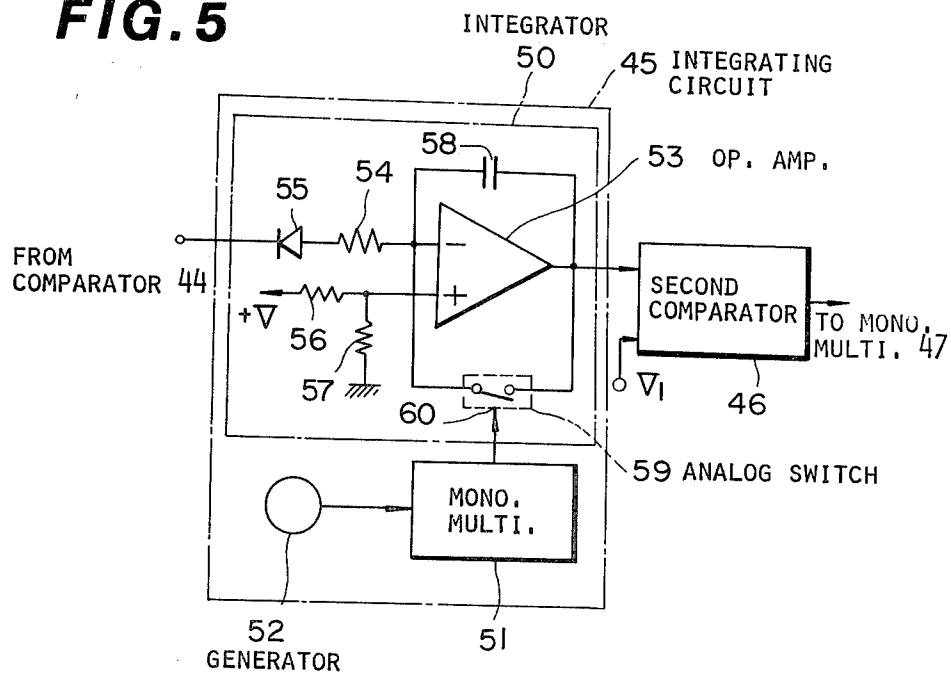 FIG. 5
INTEGRATOR
50
45 INTEGRATING
CIRCUIT
58
53 OP. AMP.
54
55
FROM
COMPARATOR 44
−
+
+V
56
57
SECOND
COMPARATOR
TO MONO.
MULTI. 47
V1
46
60
59 ANALOG SWITCH
MONO.
MULTI.
52
GENERATOR
51